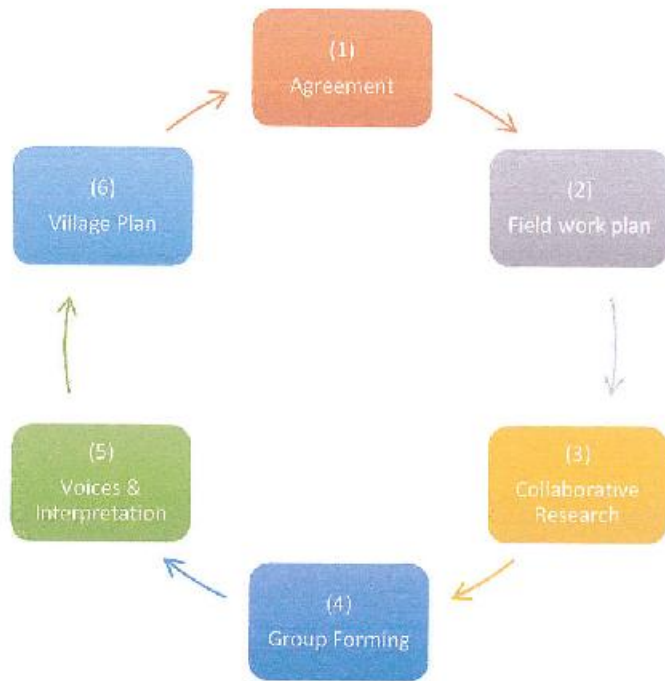 (1)
Agreement
(2)
Field work plan
(3)
Collaborative
Research
(4)
Group Forming
(5)
Voices &
Interpretation
(6)
Village Plan